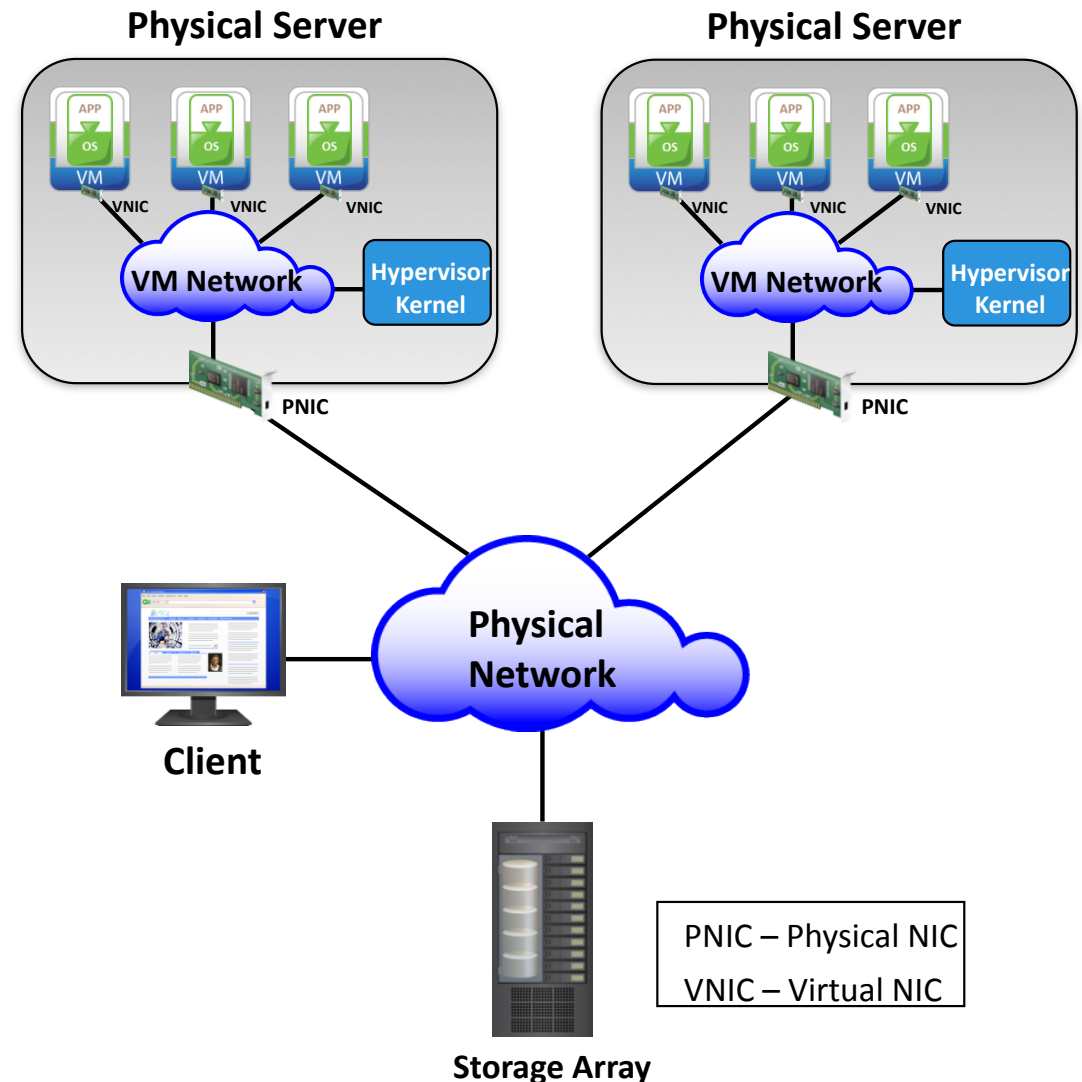 Physical Server
Physical Server
APP
OS
VM
VNIC
APP
OS
VM
VNIC
APP
OS
VM
VNIC
VM Network
Hypervisor
Kernel
PNIC
APP
OS
VM
VNIC
APP
OS
VM
VNIC
APP
OS
VM
VNIC
VM Network
Hypervisor
Kernel
PNIC
Physical
Network
Client
Storage Array
PNIC – Physical NIC
VNIC – Virtual NIC